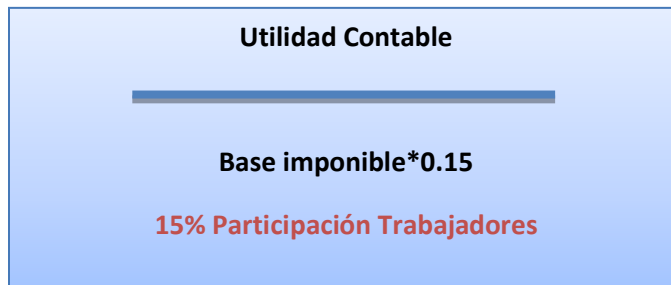 Utilidad Contable
Base imponible*0.15
15% Participación Trabajadores